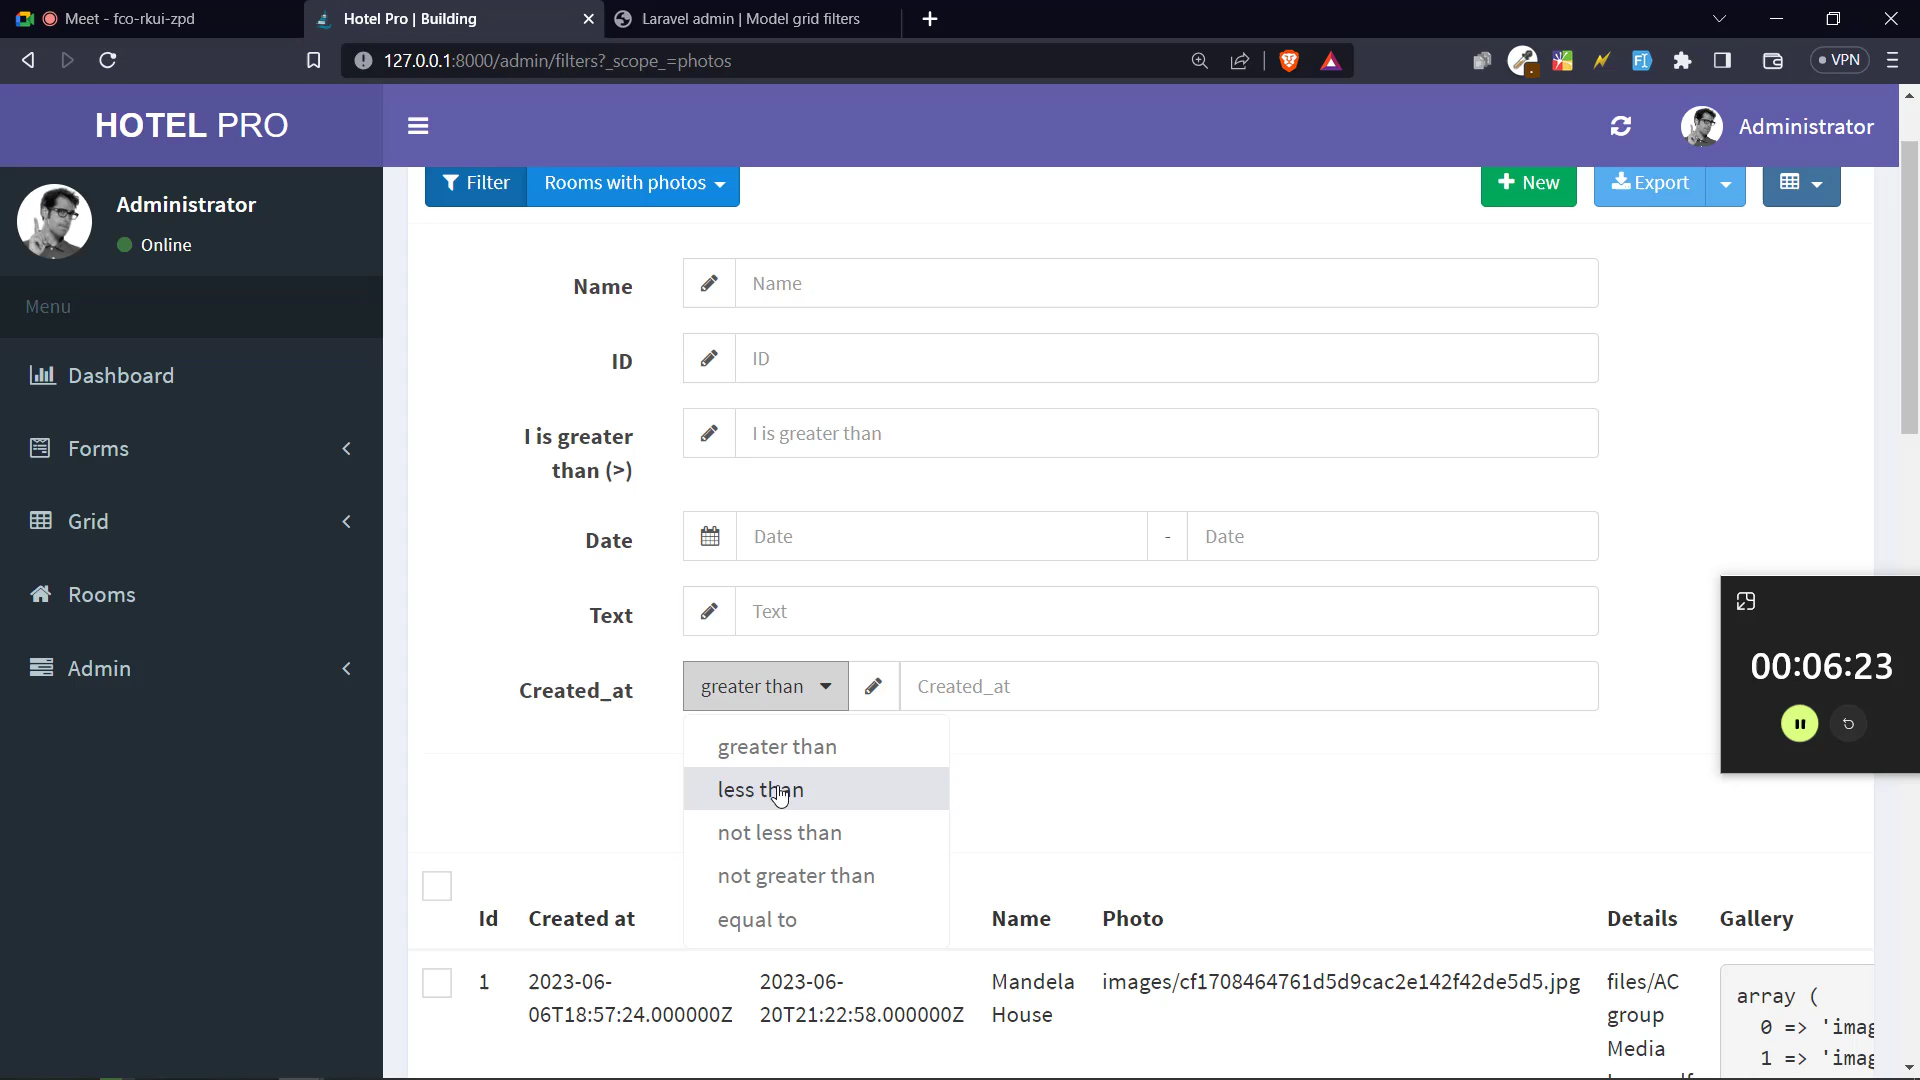 Meet - fco-rkui-zpd
Hotel Pro | Building
Laravel admin | Model grid filters
127.0.0.1:8000/admin/filters?_scope_=photos
VPN
HOTEL PRO
Administrator
Administrator
Online
Menu
Dashboard
Forms
Grid
Rooms
Admin
Filter
Rooms with photos
New
Export
Name
Name
ID
ID
I is greater
than (>)
I is greater than
Date
Date
-
Date
Text
Text
Created_at
greater than
Created_at
greater than
less than
not less than
not greater than
equal to
00:06:23
Id
Created at
Name
Photo
Details
Gallery
1
2023-06-
06T18:57:24.000000Z
2023-06-
20T21:22:58.000000Z
Mandela
House
images/cf1708464761d5d9cac2e142f42de5d5.jpg
files/AC
group
Media
array (
0 => 'imag
1 => 'imag